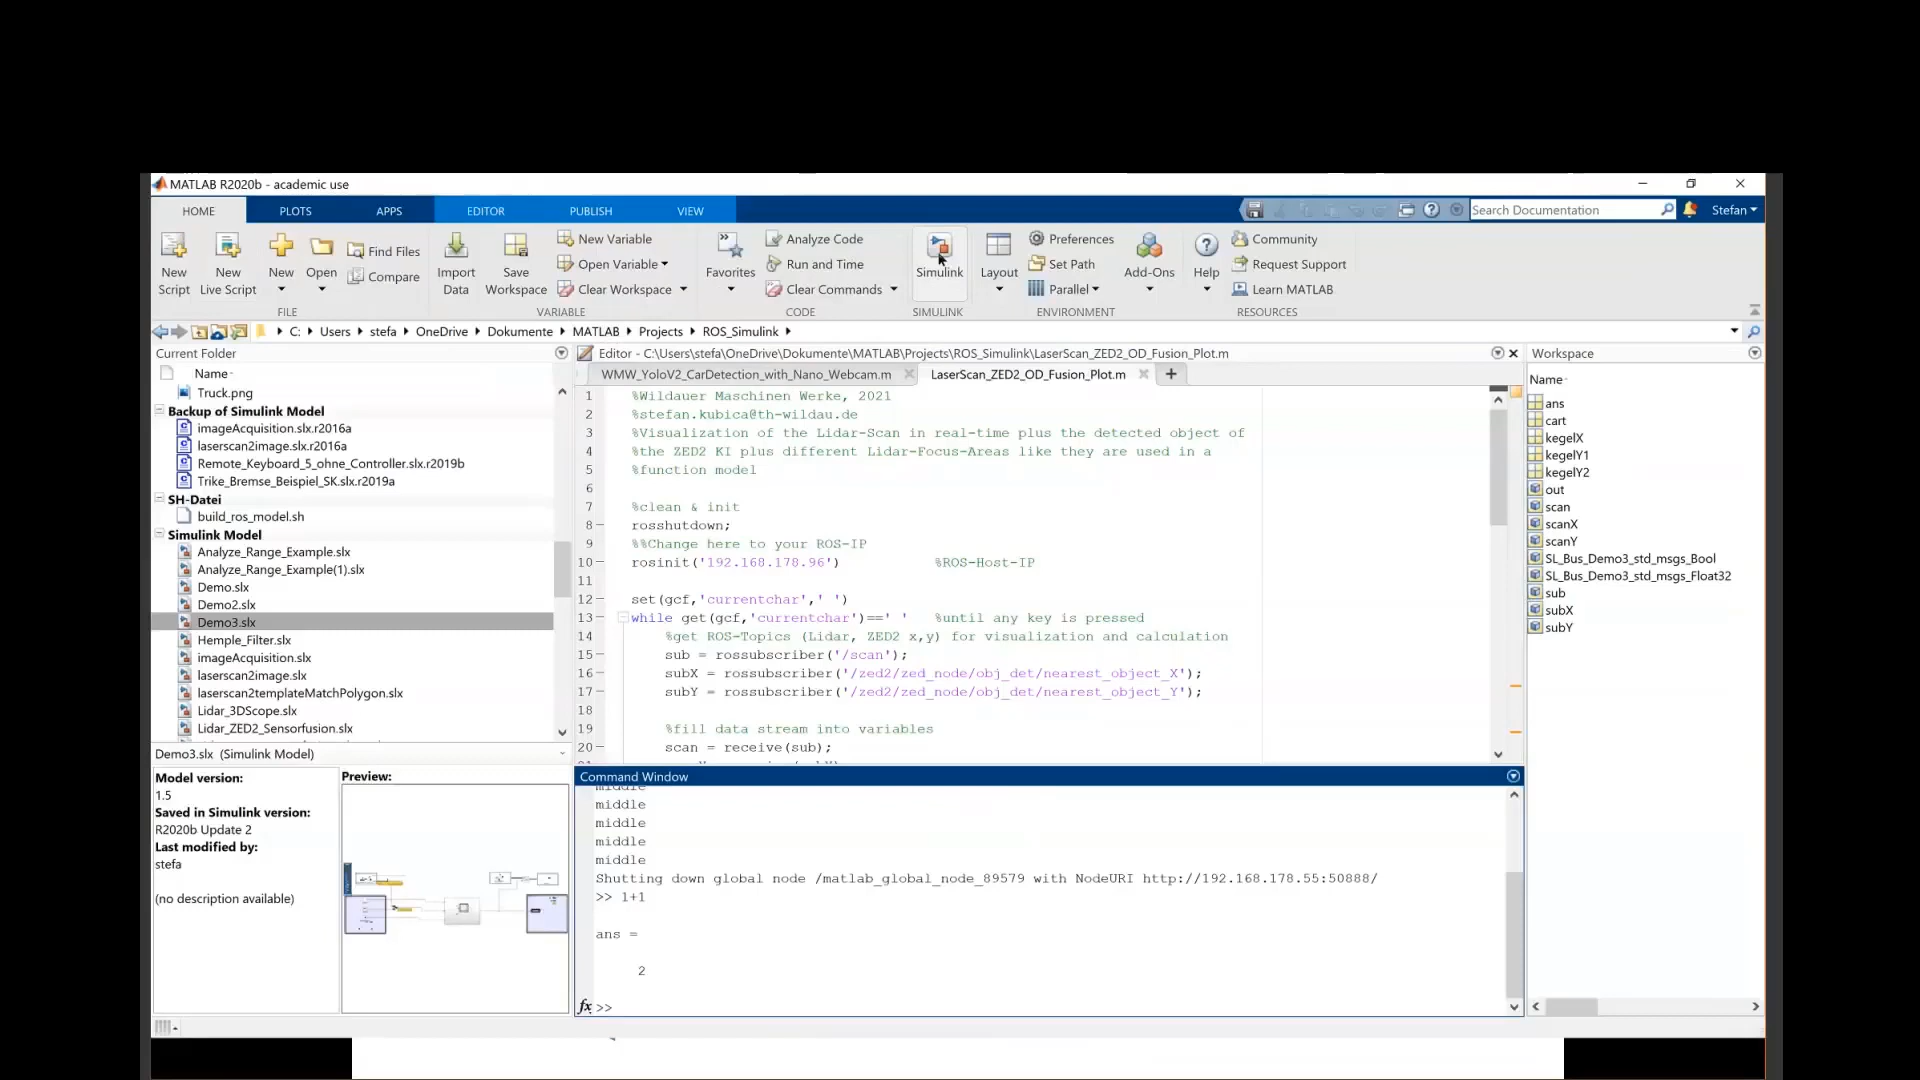 MATLAB R2020b - academic use
HOME PLOTS APPS EDITOR PUBLISH VIEW
Search Documentation
Stefan
New Script
New Live Script
New
Open
Find Files
Compare
FILE
Import Data
Save Workspace
New Variable
Open Variable
Clear Workspace
VARIABLE
Favorites
Analyze Code
Run and Time
Clear Commands
CODE
Simulink
SIMULINK
Layout
Preferences
Set Path
Parallel
ENVIRONMENT
Add-Ons
Help
Community
Request Support
Learn MATLAB
RESOURCES
C: Users stefa OneDrive Dokumente MATLAB Projects ROS_Simulink
Current Folder
Name
Truck.png
Backup of Simulink Model
imageAcquisition.slx.r2016a
laserscan2image.slx.r2016a
Remote_Keyboard_5_ohne_Controller.slx.r2019b
Trike_Bremse_Beispiel_SK.slx.r2019a
SH-Datei
build_ros_model.sh
Simulink Model
Analyze_Range_Example.slx
Analyze_Range_Example(1).slx
Demo.slx
Demo2.slx
Demo3.slx
Hemple_Filter.slx
imageAcquisition.slx
laserscan2image.slx
laserscan2templateMatchPolygon.slx
Lidar_3DScope.slx
Lidar_ZED2_Sensorfusion.slx
Demo3.slx (Simulink Model)
Model version:
1.5
Saved in Simulink version:
R2020b Update 2
Last modified by:
stefa
(no description available)
Preview:
Editor - C:\Users\stefa\OneDrive\Dokumente\MATLAB\Projects\ROS_Simulink\LaserScan_ZED2_OD_Fusion_Plot.m
WMW_YoloV2_CarDetection_with_Nano_Webcam.m
LaserScan_ZED2_OD_Fusion_Plot.m
1 %Wildauer Maschinen Werke, 2021
2 %stefan.kubica@th-wildau.de
3 %Visualization of the Lidar-Scan in real-time plus the detected object of
4 %the ZED2 KI plus different Lidar-Focus-Areas like they are used in a
5 %function model
6
7 %clean & init
8 rosshutdown;
9 %%Change here to your ROS-IP
10 rosinit('192.168.178.96') %ROS-Host-IP
11
12 set(gcf,'currentchar',' ')
13 while get(gcf,'currentchar')==' ' %until any key is pressed
14 %get ROS-Topics (Lidar, ZED2 x,y) for visualization and calculation
15 sub = rossubscriber('/scan');
16 subX = rossubscriber('/zed2/zed_node/obj_det/nearest_object_X');
17 subY = rossubscriber('/zed2/zed_node/obj_det/nearest_object_Y');
18
19 %fill data stream into variables
20 scan = receive(sub);
Command Window
middle
middle
middle
middle
middle
Shutting down global node /matlab_global_node_89579 with NodeURI http://192.168.178.55:50888/
>> 1+1
ans =
2
fx >>
Workspace
Name
ans
cart
kegelX
kegelY1
kegelY2
out
scan
scanX
scanY
SL_Bus_Demo3_std_msgs_Bool
SL_Bus_Demo3_std_msgs_Float32
sub
subX
subY